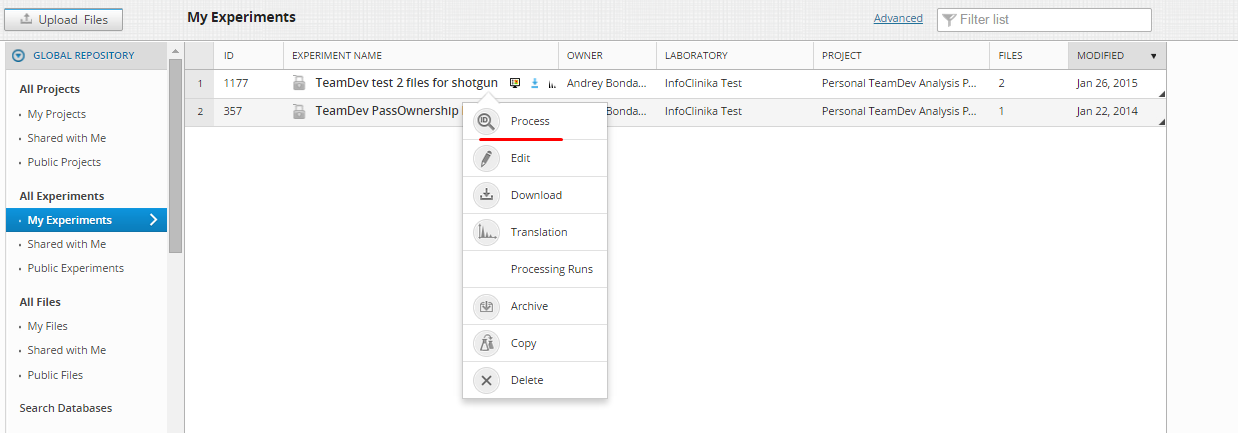 Upload Files
My Experiments
Advanced
Filter list
GLOBAL REPOSITORY
All Projects
My Projects
Shared with Me
Public Projects
All Experiments
My Experiments
Shared with Me
Public Experiments
All Files
My Files
Shared with Me
Public Files
Search Databases
ID EXPERIMENT NAME OWNER LABORATORY PROJECT FILES MODIFIED
1 1177 TeamDev test 2 files for shotgun Andrey Bonda... InfoClinika Test Personal TeamDev Analysis P... 2 Jan 26, 2015
2 357 TeamDev PassOwnership Bonda... InfoClinika Test Personal TeamDev Analysis P... 1 Jan 22, 2014
ID Process
Edit
Download
Translation
Processing Runs
Archive
Copy
Delete